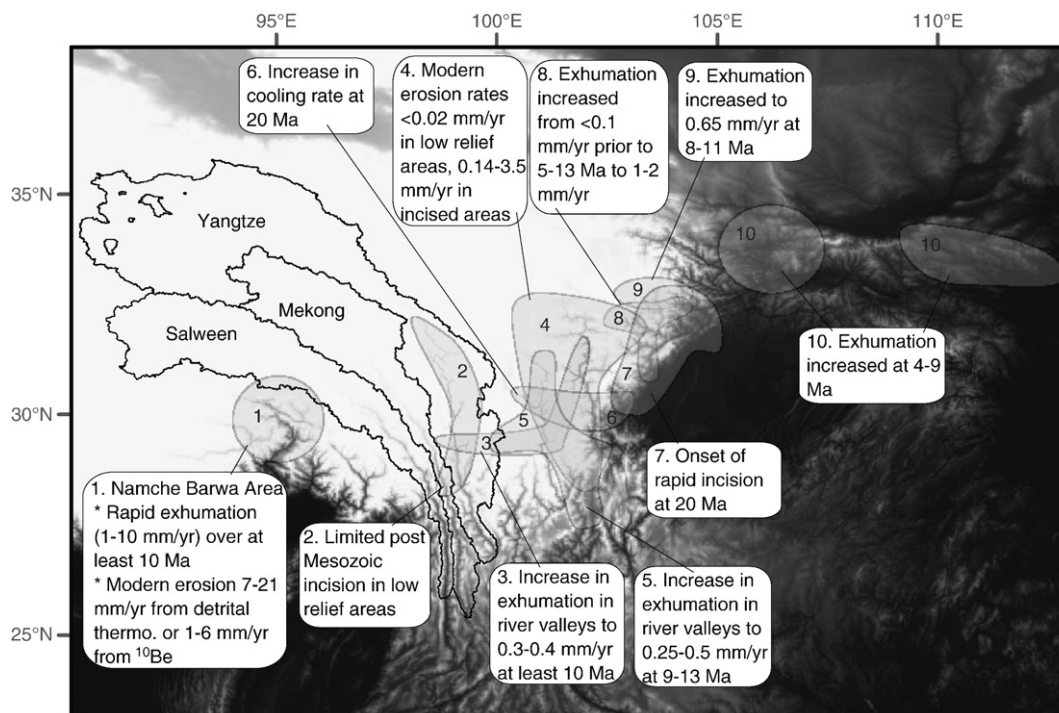 95°E
100°E
105°E
110°E
35°N
30°N
25°N
6. Increase in
cooling rate at
20 Ma
4. Modern
erosion rates
<0.02 mm/yr
in low relief
areas, 0.14-3.5
mm/yr in
incised areas
8. Exhumation
increased
from <0.1
mm/yr prior to
5-13 Ma to 1-2
mm/yr
9. Exhumation
increased to
0.65 mm/yr at
8-11 Ma
Yangtze
Mekong
Salween
1
2
3
4
5
6
7
8
9
10
10
10. Exhumation
increased at 4-9
Ma
7. Onset of
rapid incision
at 20 Ma
1. Namche Barwa Area
* Rapid exhumation
(1-10 mm/yr) over at
least 10 Ma
* Modern erosion 7-21
mm/yr from detrital
thermo. or 1-6 mm/yr
from ¹⁰Be
2. Limited post
Mesozoic
incision in low
relief areas
3. Increase in
exhumation in
river valleys to
0.3-0.4 mm/yr
at least 10 Ma
5. Increase in
exhumation in
river valleys to
0.25-0.5 mm/yr
at 9-13 Ma